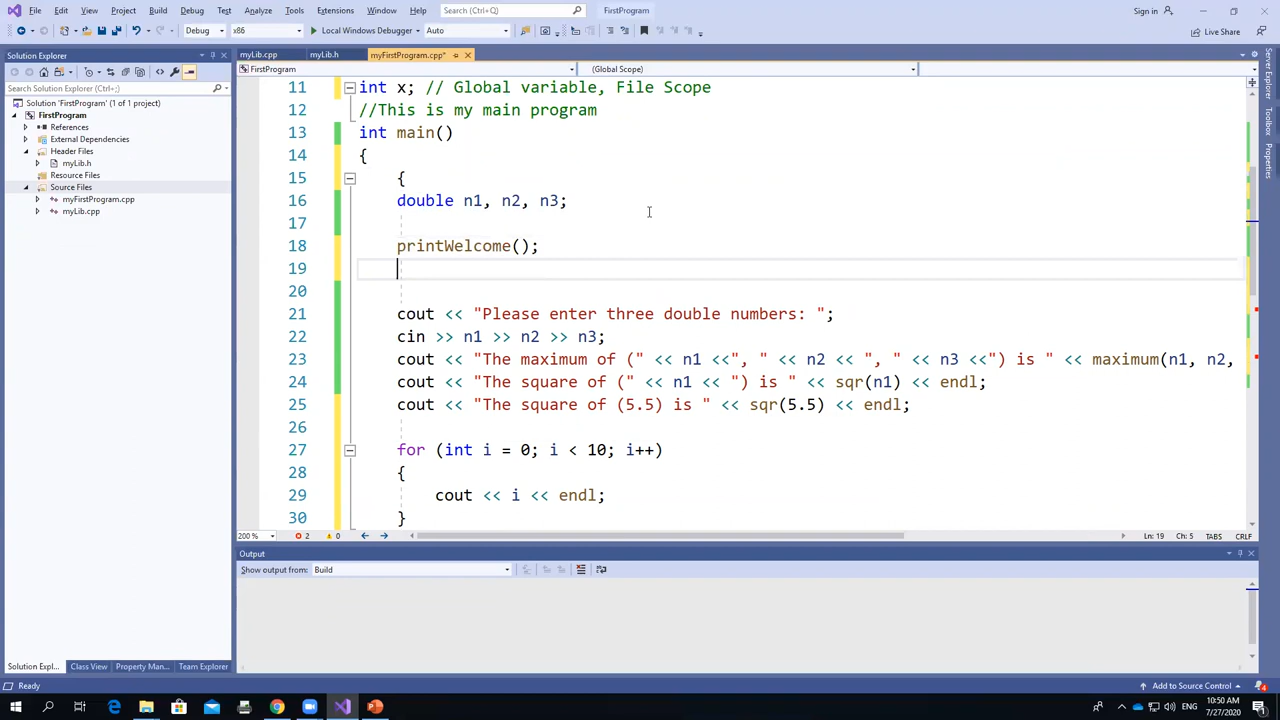 File Edit View Git Project Build Debug Test Analyze Tools Extensions Window Help Search (Ctrl+Q) FirstProgram Sign in
Debug x86 Local Windows Debugger Auto Live Share
Solution Explorer
myLib.cpp myLib.h myFirstProgram.cpp*
FirstProgram (Global Scope)
Search Solution Explorer (Ctrl+;)
Solution 'FirstProgram' (1 of 1 project)
FirstProgram
References
External Dependencies
Header Files
myLib.h
Resource Files
Source Files
myFirstProgram.cpp
myLib.cpp
11 int x; // Global variable, File Scope
12 //This is my main program
13 int main()
14 {
15 {
16 double n1, n2, n3;
17
18 printWelcome();
19
20
21 cout << "Please enter three double numbers: ";
22 cin >> n1 >> n2 >> n3;
23 cout << "The maximum of (" << n1 <<", " << n2 << ", " << n3 <<") is " << maximum(n1, n2,
24 cout << "The square of (" << n1 << ") is " << sqr(n1) << endl;
25 cout << "The square of (5.5) is " << sqr(5.5) << endl;
26
27 for (int i = 0; i < 10; i++)
28 {
29 cout << i << endl;
30 }
200 % 2 0 Ln: 19 Ch: 5 TABS CRLF
Output
Show output from: Build
Solution Expl... Class View Property Man... Team Explorer
Server Explorer
Toolbox
Properties
Ready Add to Source Control 4
ENG 10:50 AM
7/27/2020